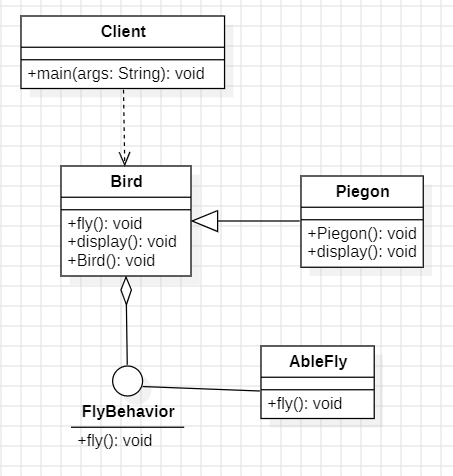 Client
+main(args: String): void
Bird
+fly(): void
+display(): void
+Bird(): void
Piegon
+Piegon(): void
+display(): void
FlyBehavior
+fly(): void
AbleFly
+fly(): void